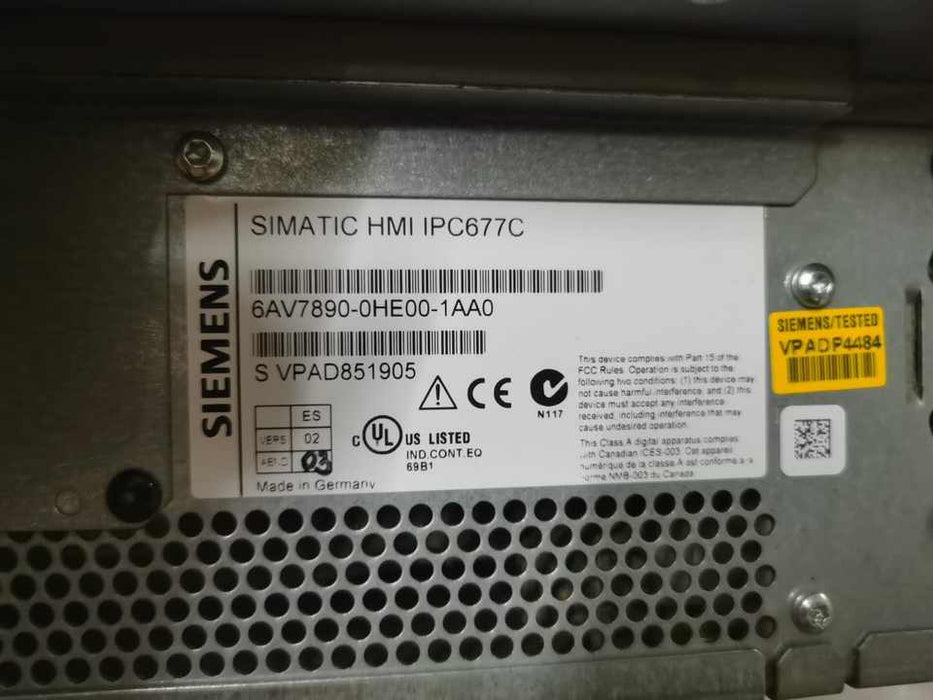 SIEMENS
SIMATIC HMI IPC677C
6AV7890-0HE00-1AA0
S VPAD851905
ES
VERS 02
03
Made in Germany
CE
N117
c UL US LISTED
IND.CONT.EQ
69B1
This device complies with Part 15 of the
FCC Rules. Operation is subject to the
following two conditions: (1) this device may
not cause harmful interference, and (2) this
device must accept any interference
received, including interference that may
cause undesired operation.
This Class A digital apparatus complies
with Canadian ICES-003. Cet appareil
numérique de la classe A est conforme à la
norme NMB-003 du Canada.
SIEMENS/TESTED
VPADP4484